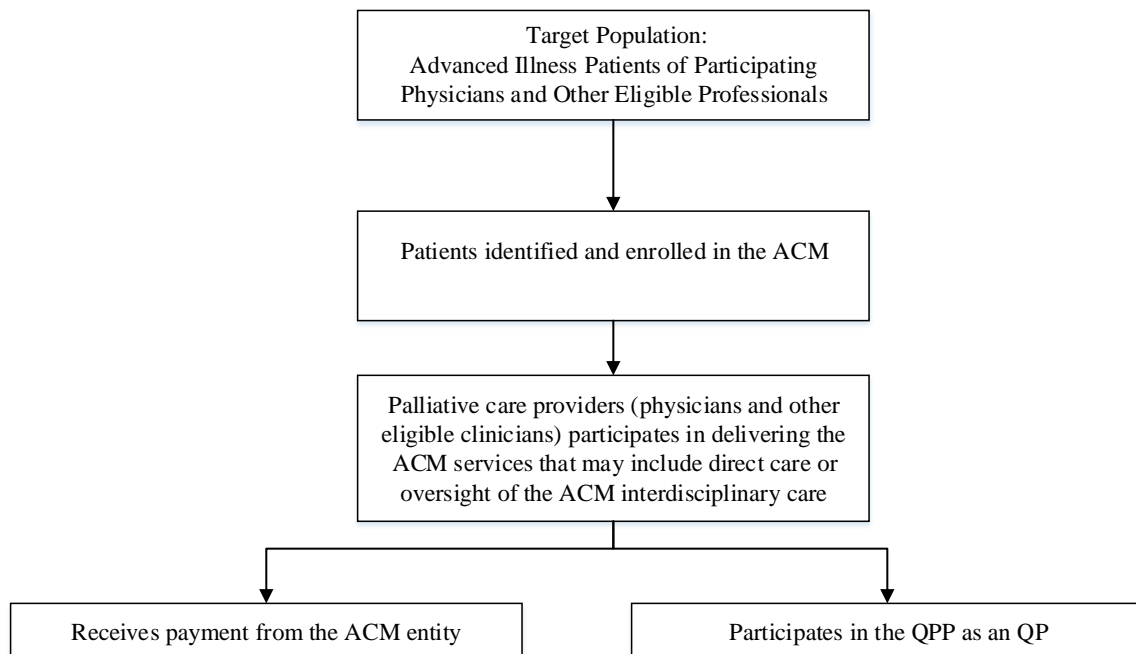 Target Population:
Advanced Illness Patients of Participating
Physicians and Other Eligible Professionals
Patients identified and enrolled in the ACM
Palliative care providers (physicians and other
eligible clinicians) participates in delivering the
ACM services that may include direct care or
oversight of the ACM interdisciplinary care
Receives payment from the ACM entity
Participates in the QPP as an QP